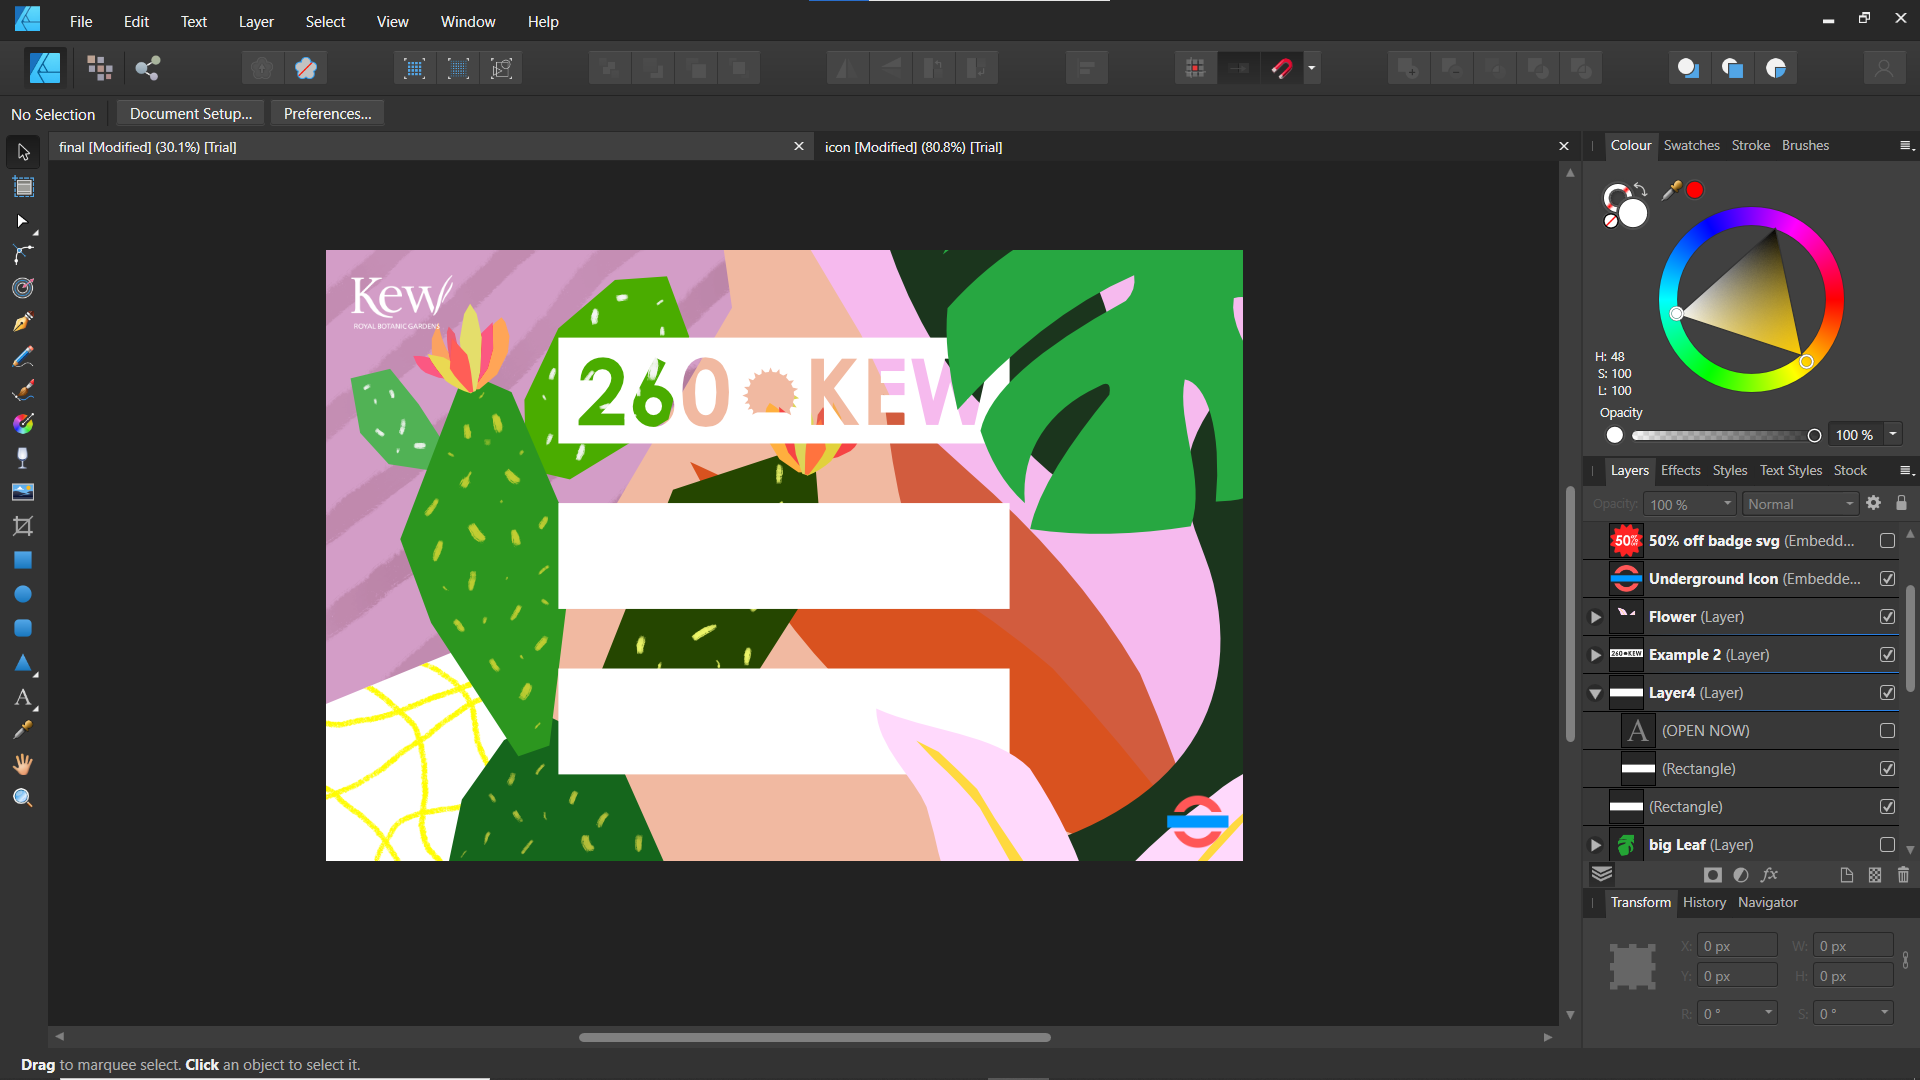 File Edit Text Layer Select View Window Help
No Selection Document Setup... Preferences...
final [Modified] (30.1%) [Trial]
icon [Modified] (80.8%) [Trial]
Kew
ROYAL BOTANIC GARDENS
260 KEW
Colour Swatches Stroke Brushes
H: 48
S: 100
L: 100
Opacity
100 %
Layers Effects Styles Text Styles Stock
Opacity: 100 % Normal
50% 50% off badge svg (Embedd...
Underground Icon (Embedde...
Flower (Layer)
260 KEW Example 2 (Layer)
Layer4 (Layer)
A (OPEN NOW)
(Rectangle)
(Rectangle)
big Leaf (Layer)
fx
Transform History Navigator
X: 0 px W: 0 px
Y: 0 px H: 0 px
R: 0 ° S: 0 °
Drag to marquee select. Click an object to select it.